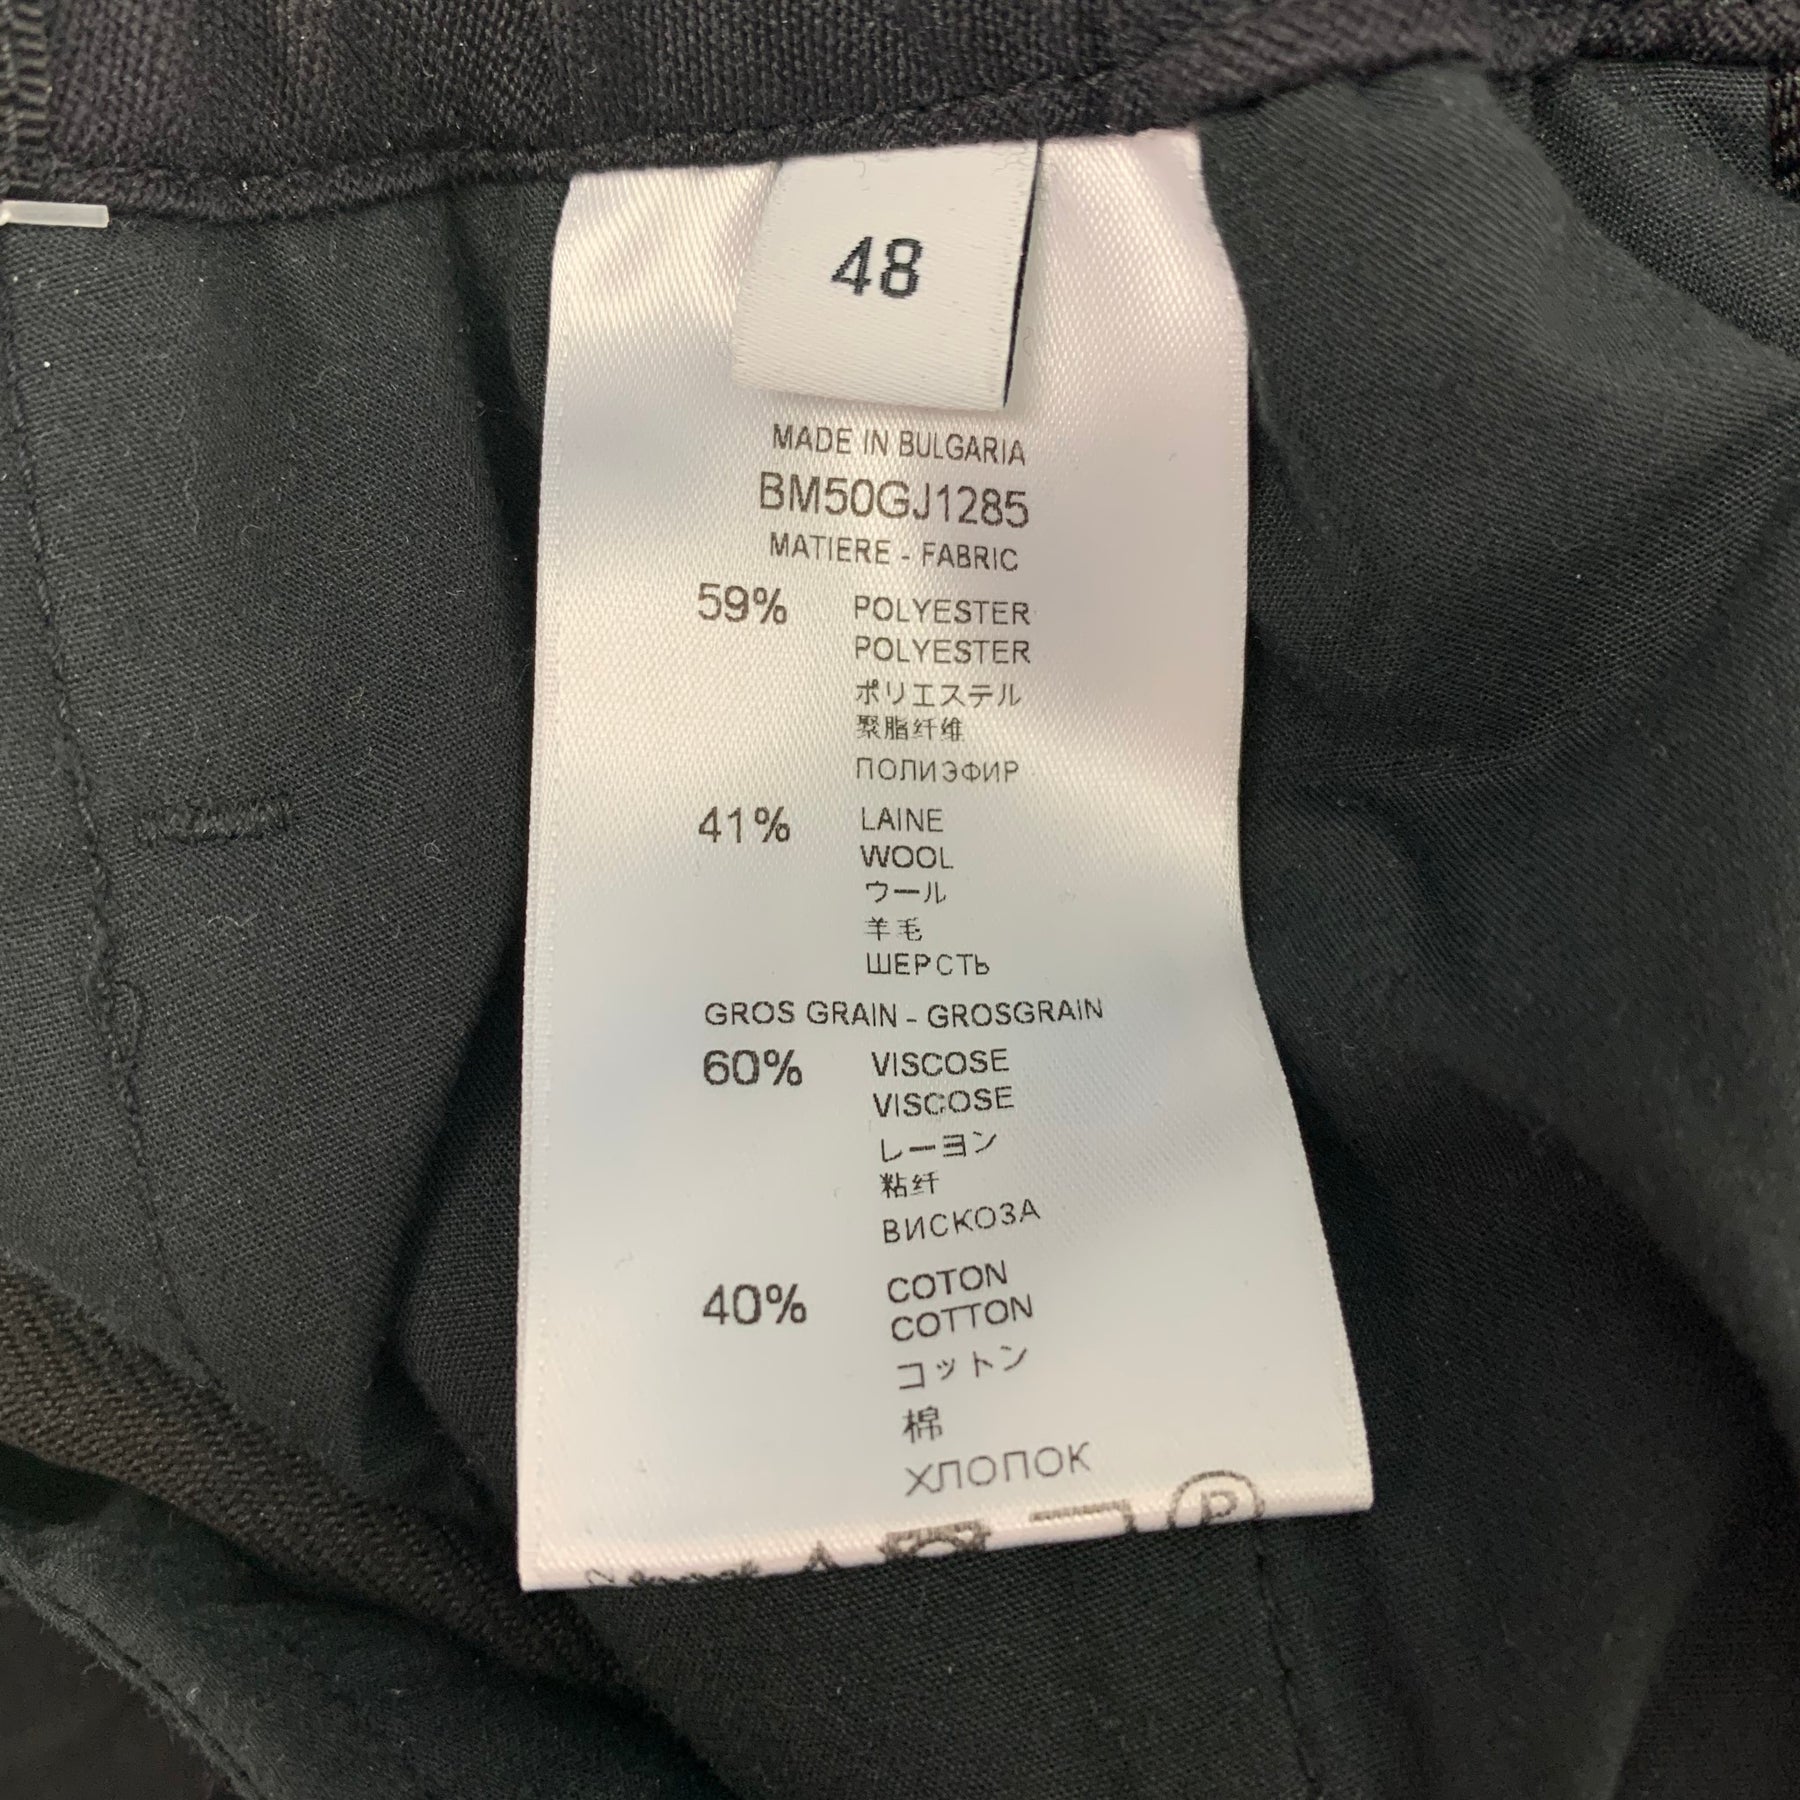 48
MADE IN BULGARIA
BM50GJ1285
MATIERE - FABRIC
59% POLYESTER
POLYESTER
ポリエステル
聚脂纤维
ПОЛИЭФИР
41% LAINE
WOOL
ウール
羊毛
ШЕРСТЬ
GROS GRAIN - GROSGRAIN
60% VISCOSE
VISCOSE
レーヨン
粘纤
ВИСКОЗА
40% COTON
COTTON
コットン
棉
ХЛОПОК
P